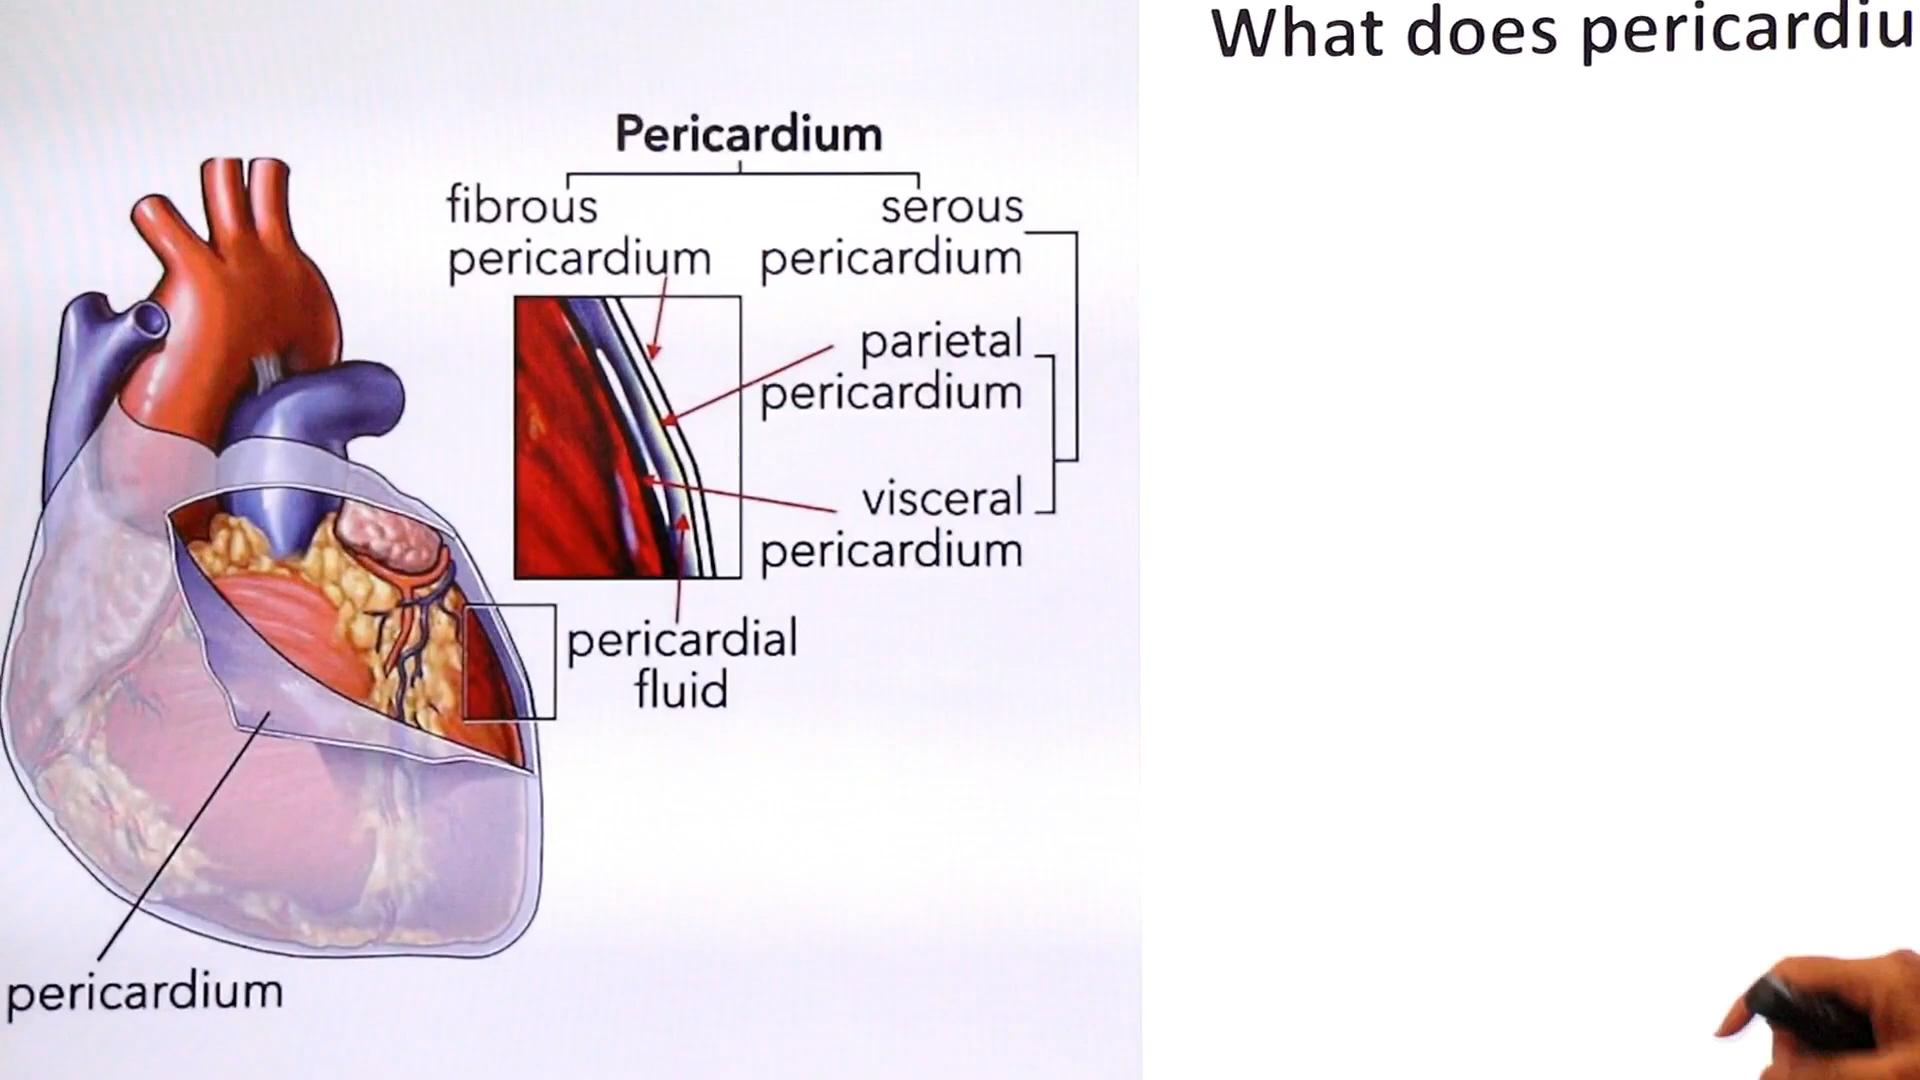 What does pericardiu
Pericardium
fibrous
pericardium
serous
pericardium
parietal
pericardium
visceral
pericardium
pericardial
fluid
pericardium